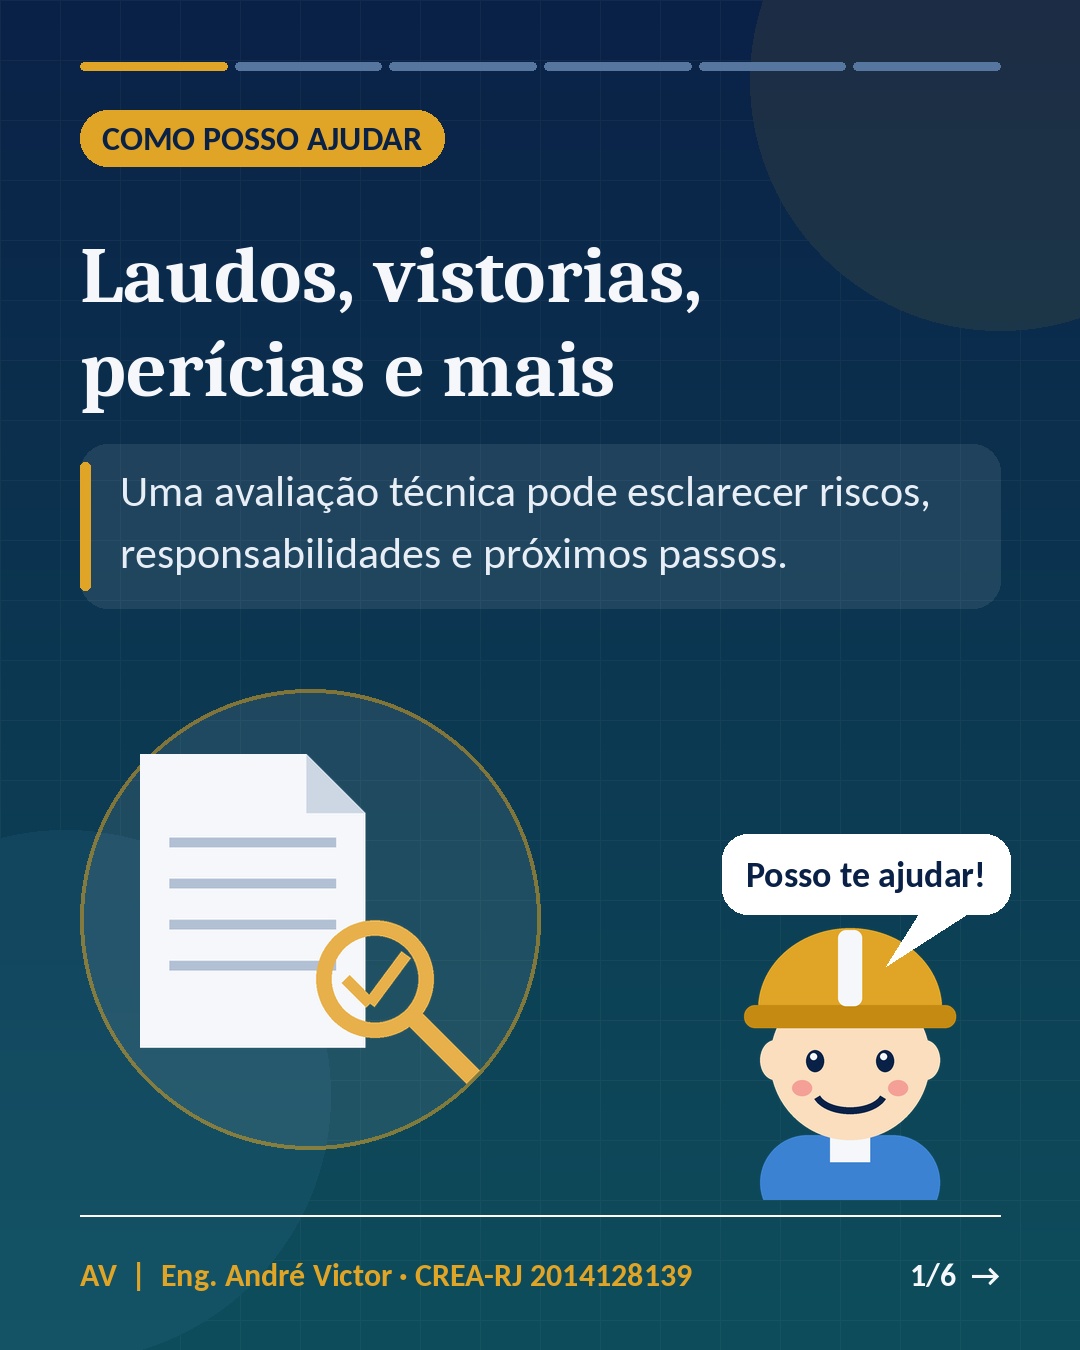 COMO POSSO AJUDAR
Laudos, vistorias,
perícias e mais
Uma avaliação técnica pode esclarecer riscos,
responsabilidades e próximos passos.
Posso te ajudar!
AV | Eng. André Victor · CREA-RJ 2014128139
1/6 →